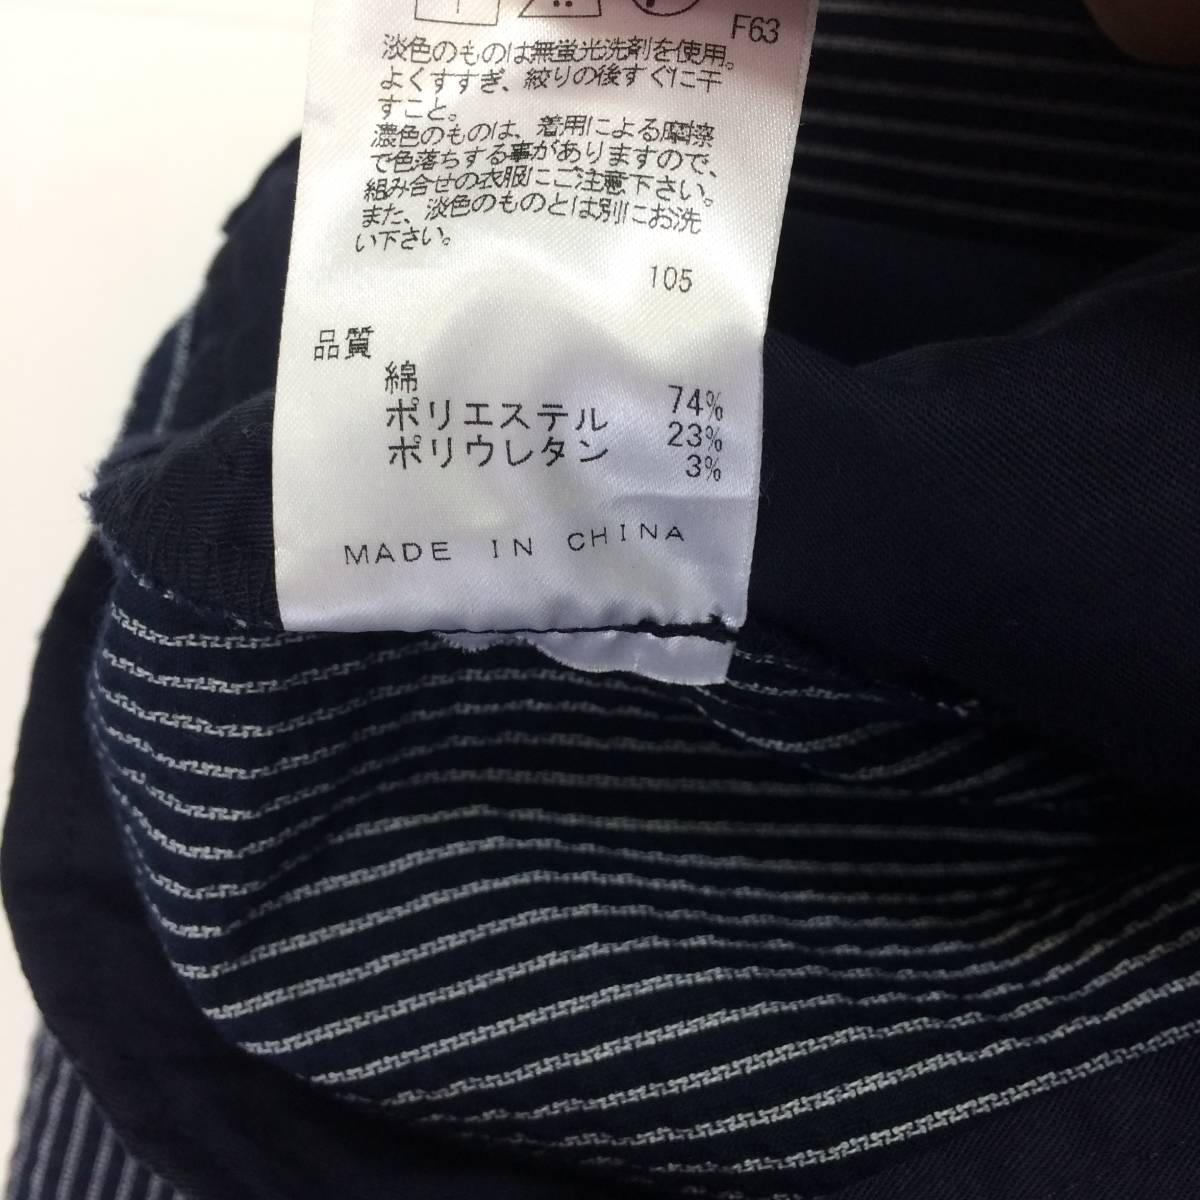 F63
淡色のものは無蛍光洗剤を使用。
よくすすぎ、絞りの後すぐに干
すこと。
濃色のものは、着用による摩擦
で色落ちする事がありますので、
組み合せの衣服にご注意下さい。
また、淡色のものとは別にお洗
い下さい。
105
品質
綿 74%
ポリエステル 23%
ポリウレタン 3%
MADE IN CHINA